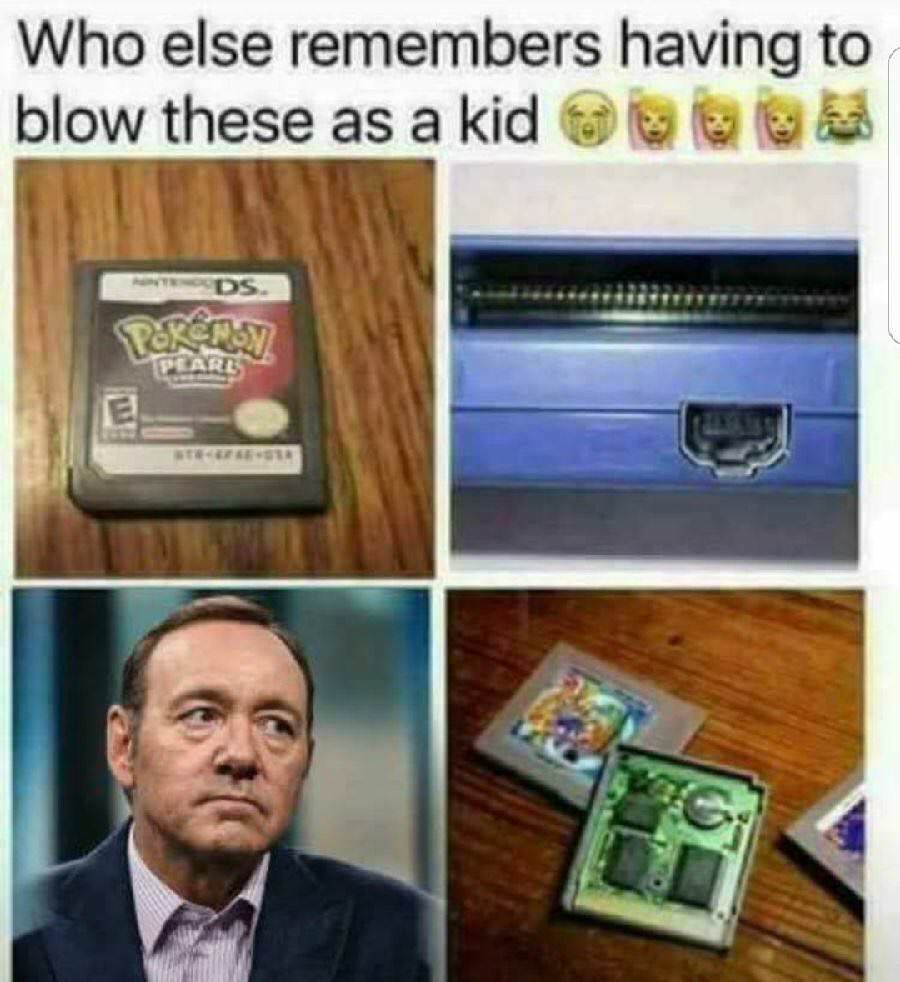 Who else remembers having to
blow these as a kid 😭🙋🙋🙋😹
NINTENDO DS
POKéMON
PEARL
E